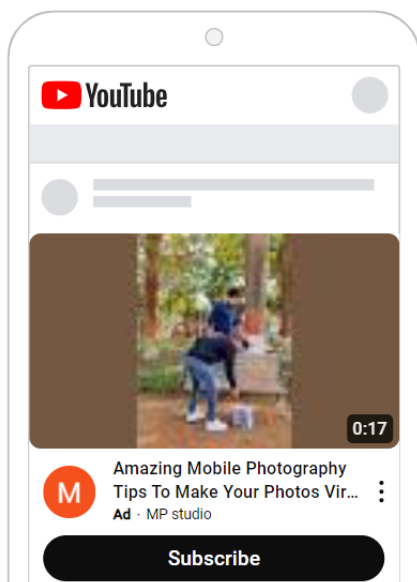 YouTube
0:17
M
Amazing Mobile Photography
Tips To Make Your Photos Vir...
Ad · MP studio
Subscribe